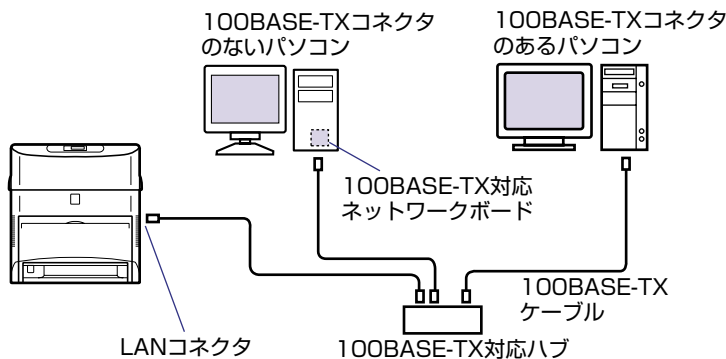 100BASE-TXコネクタ
のないパソコン
100BASE-TXコネクタ
のあるパソコン
100BASE-TX対応
ネットワークボード
100BASE-TX
ケーブル
LANコネクタ
100BASE-TX対応ハブ